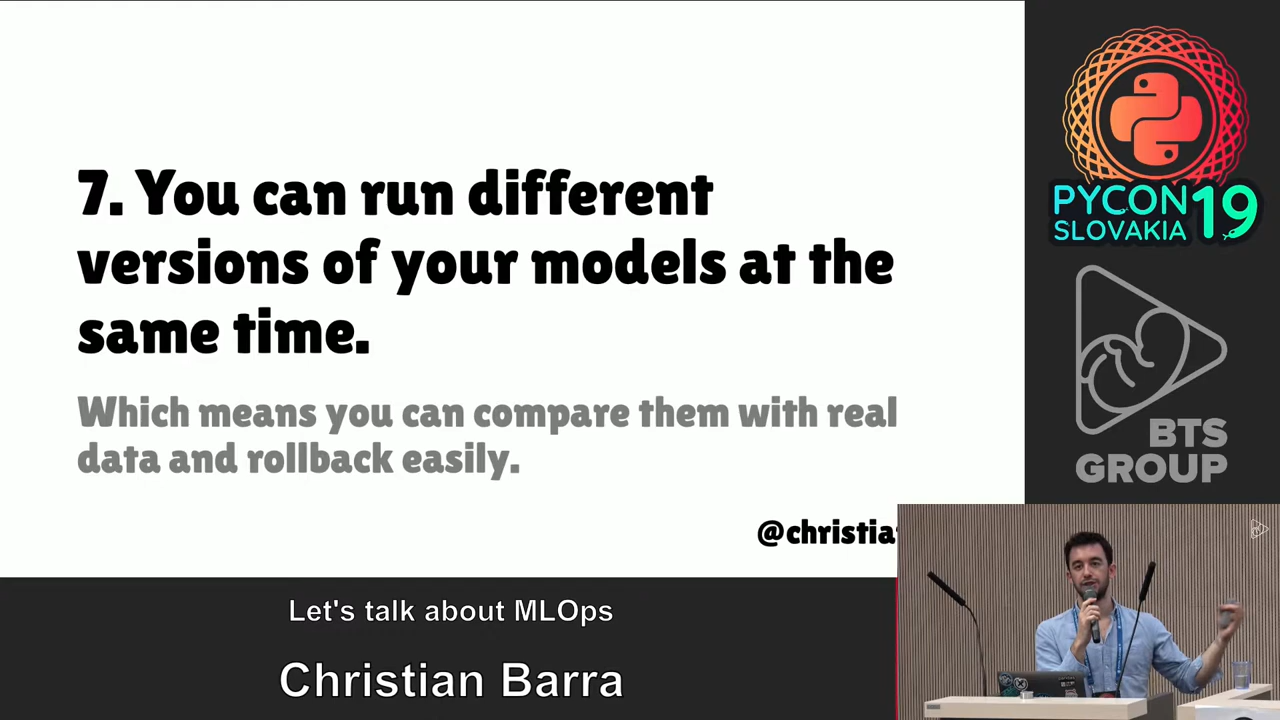 7. You can run different
versions of your models at the
same time.
Which means you can compare them with real
data and rollback easily.
@christia
Let's talk about MLOps
Christian Barra
PYCON 19
SLOVAKIA
BTS
GROUP